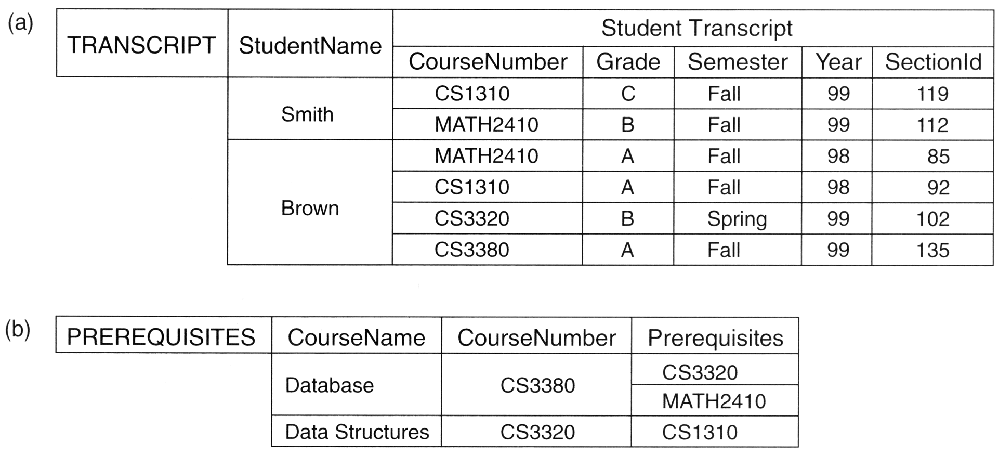 (a)
TRANSCRIPT StudentName Student Transcript
CourseNumber Grade Semester Year SectionId
Smith CS1310 C Fall 99 119
MATH2410 B Fall 99 112
Brown MATH2410 A Fall 98 85
CS1310 A Fall 98 92
CS3320 B Spring 99 102
CS3380 A Fall 99 135
(b)
PREREQUISITES CourseName CourseNumber Prerequisites
Database CS3380 CS3320
MATH2410
Data Structures CS3320 CS1310